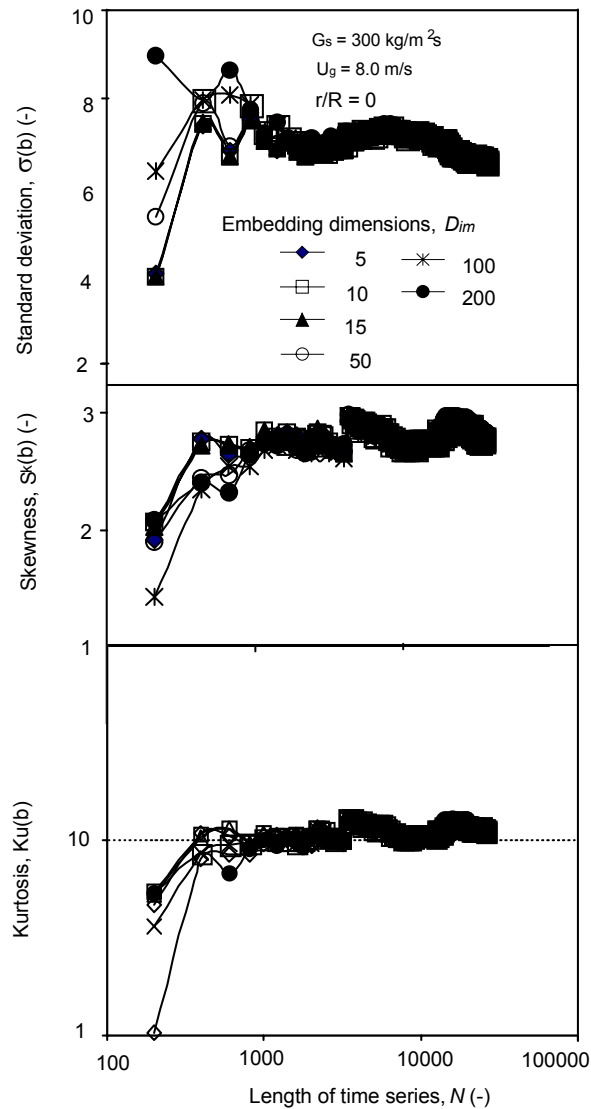 10
8
6
4
2
Standard deviation, σ(b) (-)
Gs = 300 kg/m²s
Ug = 8.0 m/s
r/R = 0
Embedding dimensions, Dim
5
10
15
50
100
200
3
2
1
Skewness, Sk(b) (-)
10
1
Kurtosis, Ku(b)
100
1000
10000
100000
Length of time series, N (-)